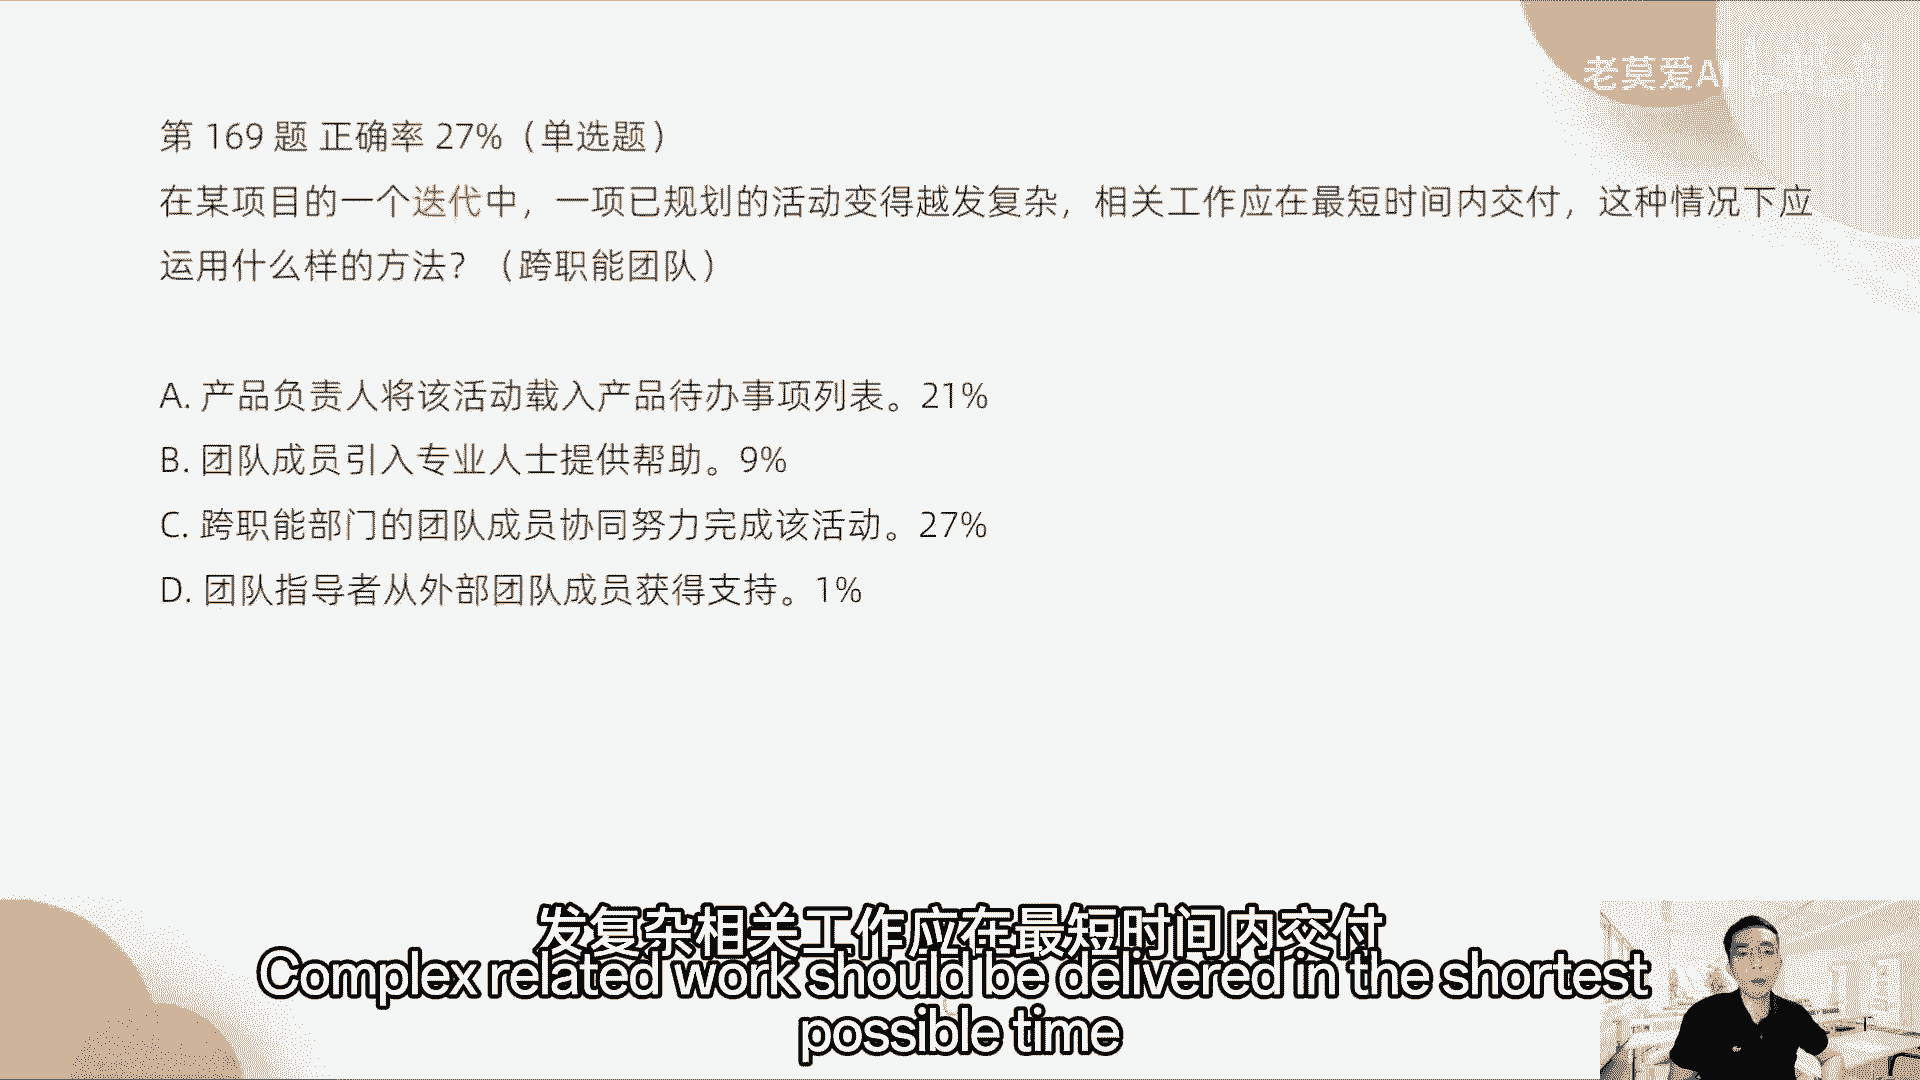 老莫爱AI
第 169 题 正确率 27%（单选题）
在某项目的一个迭代中，一项已规划的活动变得越发复杂，相关工作应在最短时间内交付，这种情况下应
运用什么样的方法？（跨职能团队）
A. 产品负责人将该活动载入产品待办事项列表。21%
B. 团队成员引入专业人士提供帮助。9%
C. 跨职能部门的团队成员协同努力完成该活动。27%
D. 团队指导者从外部团队成员获得支持。1%
发复杂相关工作应在最短时间内交付
Complex related work should be delivered in the shortest
possible time